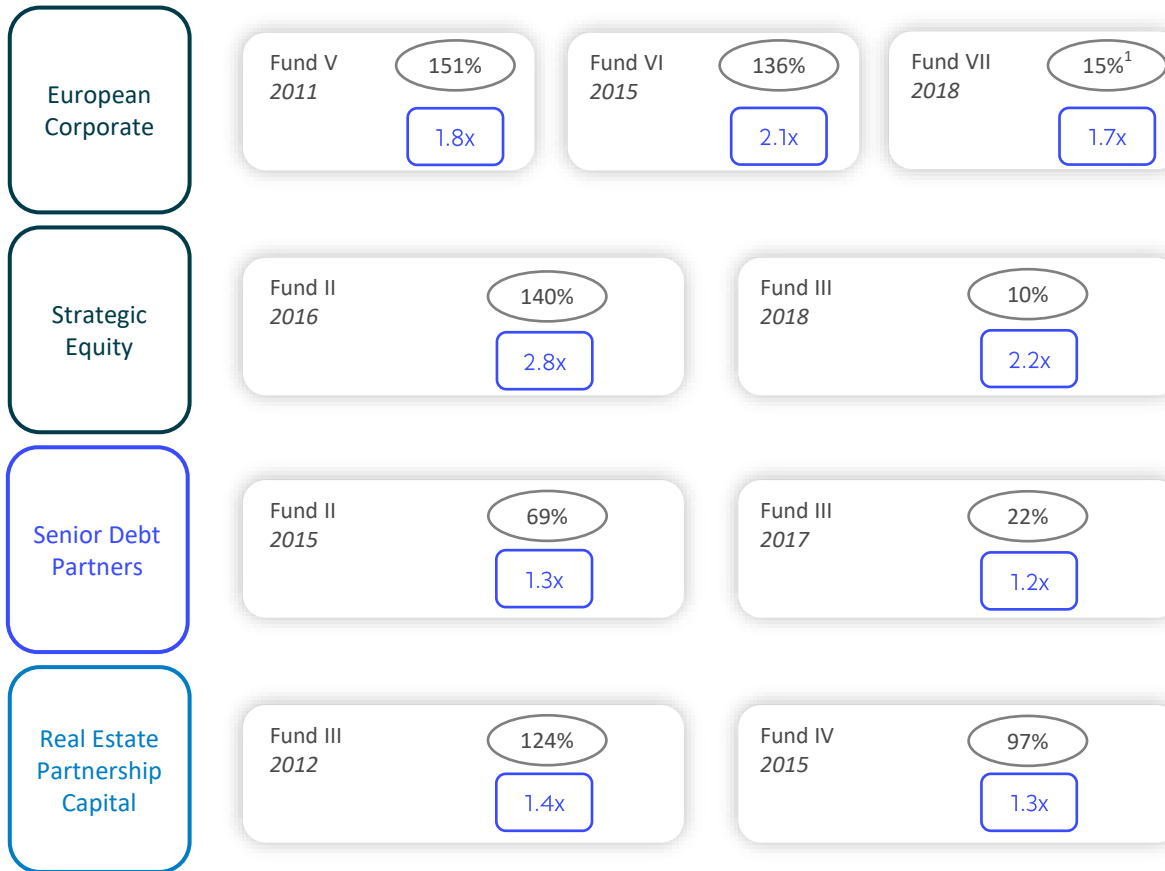 European
Corporate
Fund V
2011
151%
1.8x
Fund VI
2015
136%
2.1x
Fund VII
2018
15%¹
1.7x
Strategic
Equity
Fund II
2016
140%
2.8x
Fund III
2018
10%
2.2x
Senior Debt
Partners
Fund II
2015
69%
1.3x
Fund III
2017
22%
1.2x
Real Estate
Partnership
Capital
Fund III
2012
124%
1.4x
Fund IV
2015
97%
1.3x